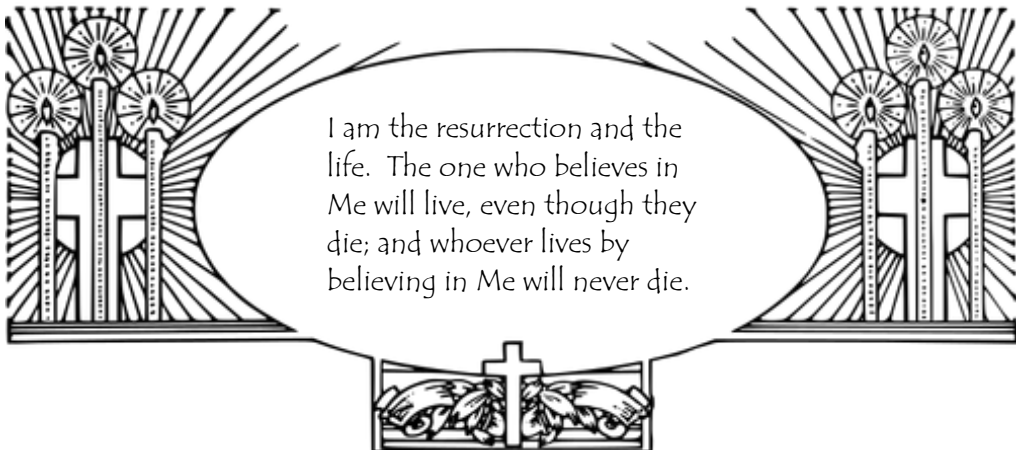 I am the resurrection and the
life. The one who believes in
Me will live, even though they
die; and whoever lives by
believing in Me will never die.